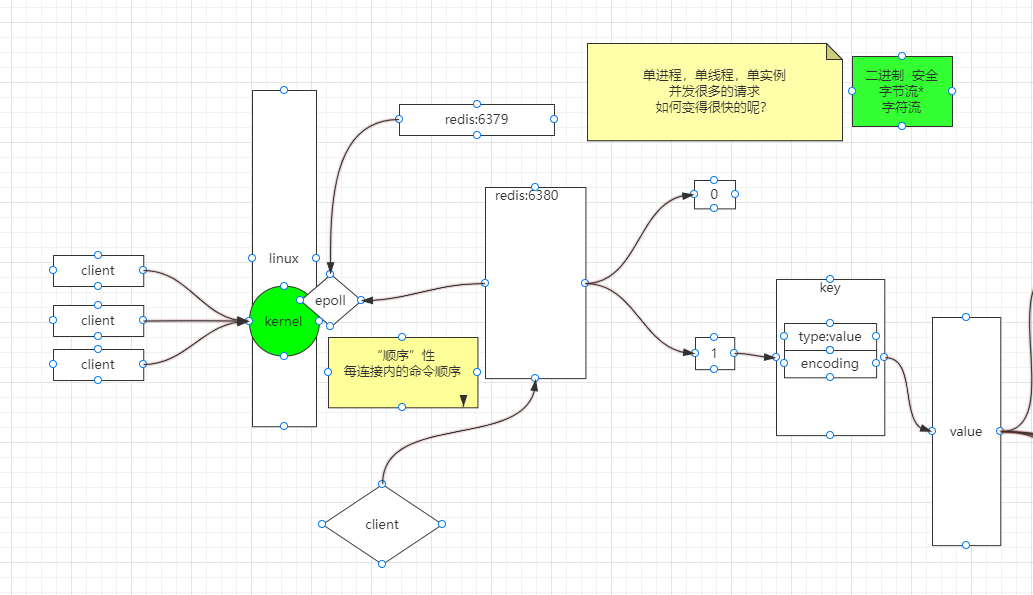 单进程，单线程，单实例
并发很多的请求
如何变得很快的呢？
二进制 安全
字节流*
字符流
redis:6379
redis:6380
0
linux
client
epoll
key
client
kernel
type:value
“顺序”性
1
client
每连接内的命令顺序
encoding
value
client